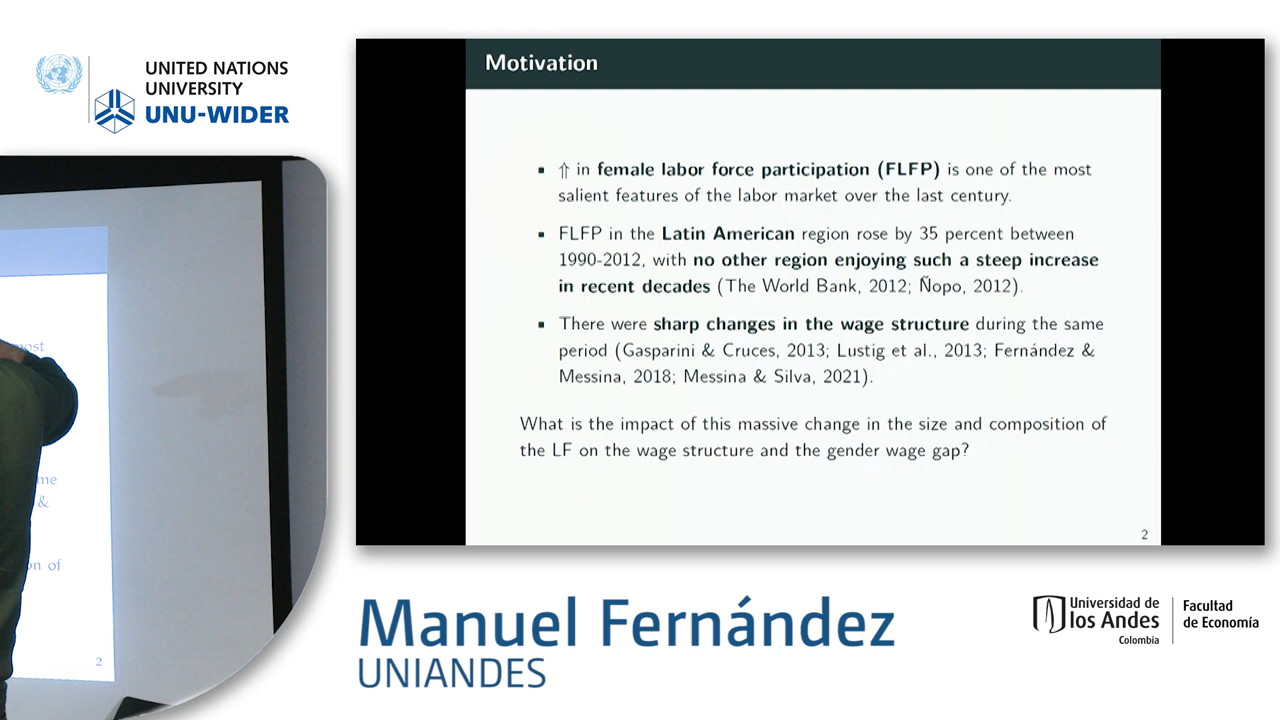 UNITED NATIONS
UNIVERSITY
UNU-WIDER
Motivation
▪ ⇑ in female labor force participation (FLFP) is one of the most
salient features of the labor market over the last century.
▪ FLFP in the Latin American region rose by 35 percent between
1990-2012, with no other region enjoying such a steep increase
in recent decades (The World Bank, 2012; Ñopo, 2012).
▪ There were sharp changes in the wage structure during the same
period (Gasparini & Cruces, 2013; Lustig et al., 2013; Fernández &
Messina, 2018; Messina & Silva, 2021).
What is the impact of this massive change in the size and composition of
the LF on the wage structure and the gender wage gap?
2
most
me
&
on of
2
Manuel Fernández
UNIANDES
Universidad de
los Andes
Colombia
Facultad
de Economía